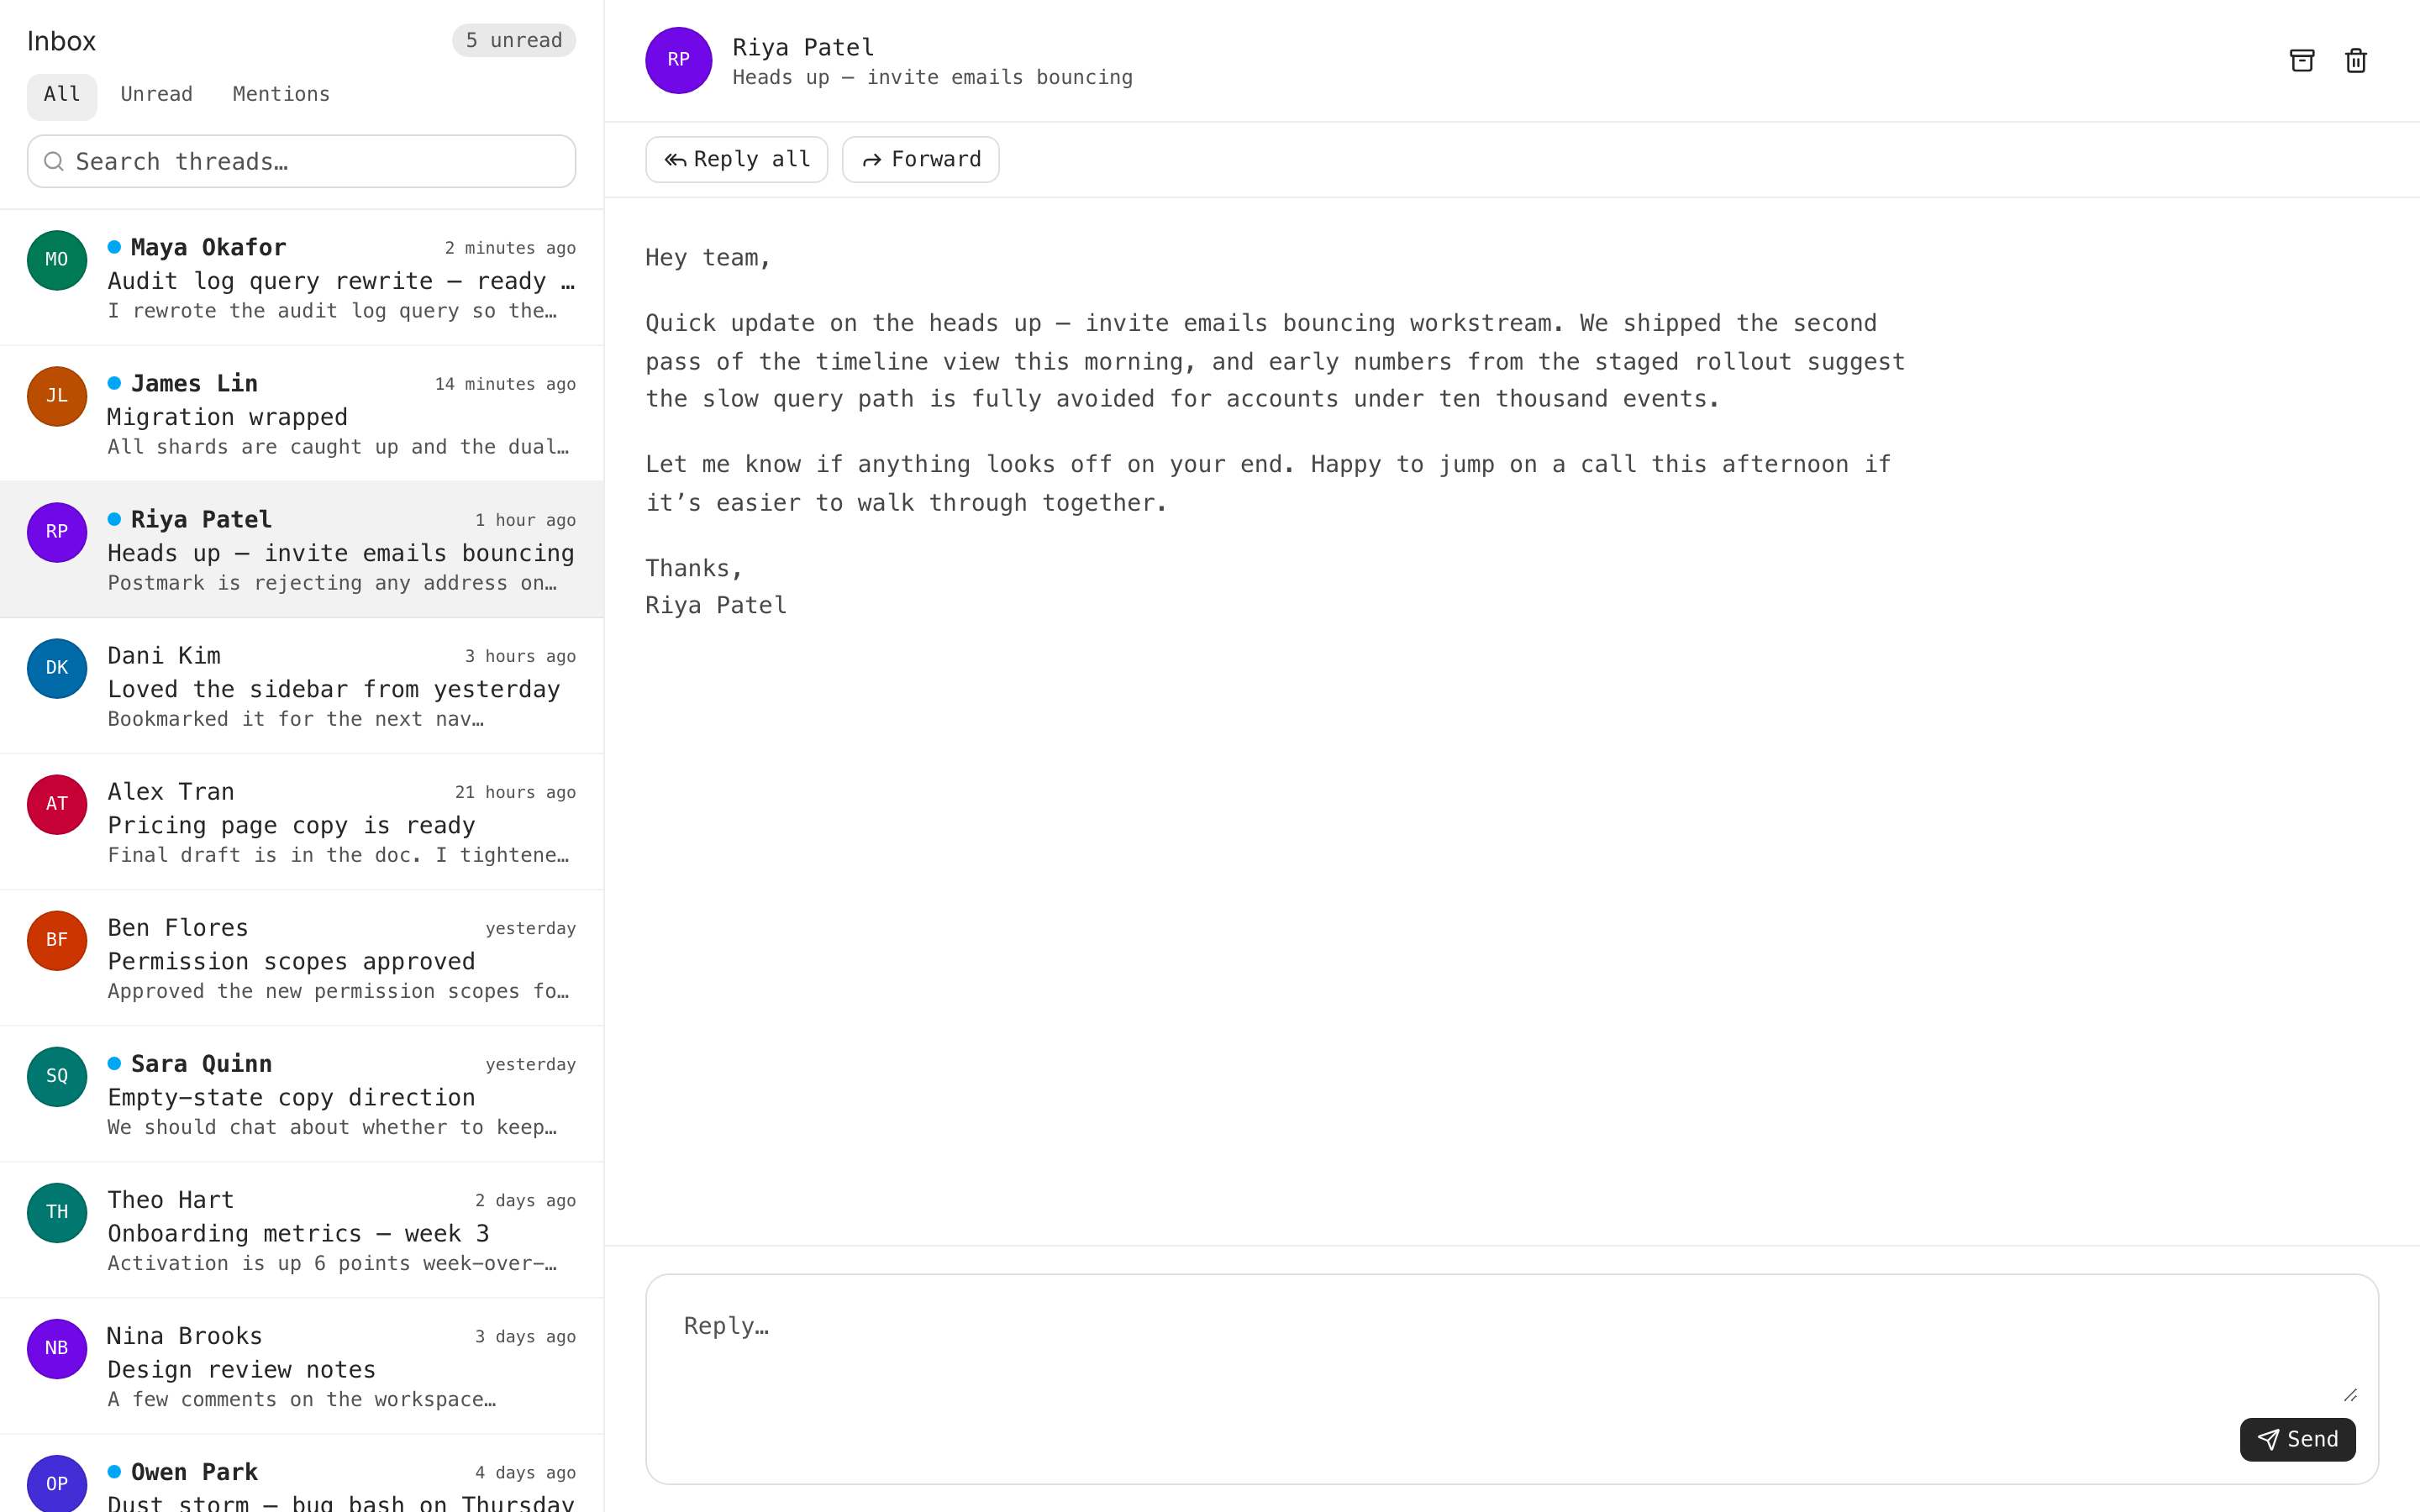 Inbox
5 unread
All
Unread
Mentions
Search threads…
MO
Maya Okafor
2 minutes ago
Audit log query rewrite — ready …
I rewrote the audit log query so the…
JL
James Lin
14 minutes ago
Migration wrapped
All shards are caught up and the dual…
RP
Riya Patel
1 hour ago
Heads up — invite emails bouncing
Postmark is rejecting any address on…
DK
Dani Kim
3 hours ago
Loved the sidebar from yesterday
Bookmarked it for the next nav…
AT
Alex Tran
21 hours ago
Pricing page copy is ready
Final draft is in the doc. I tightene…
BF
Ben Flores
yesterday
Permission scopes approved
Approved the new permission scopes fo…
SQ
Sara Quinn
yesterday
Empty-state copy direction
We should chat about whether to keep…
TH
Theo Hart
2 days ago
Onboarding metrics — week 3
Activation is up 6 points week-over-…
NB
Nina Brooks
3 days ago
Design review notes
A few comments on the workspace…
OP
Owen Park
4 days ago
Dust storm — bug bash on Thursday
RP
Riya Patel
Heads up — invite emails bouncing
Reply all
Forward
Hey team,
Quick update on the heads up — invite emails bouncing workstream. We shipped the second
pass of the timeline view this morning, and early numbers from the staged rollout suggest
the slow query path is fully avoided for accounts under ten thousand events.
Let me know if anything looks off on your end. Happy to jump on a call this afternoon if
it’s easier to walk through together.
Thanks,
Riya Patel
Reply…
Send